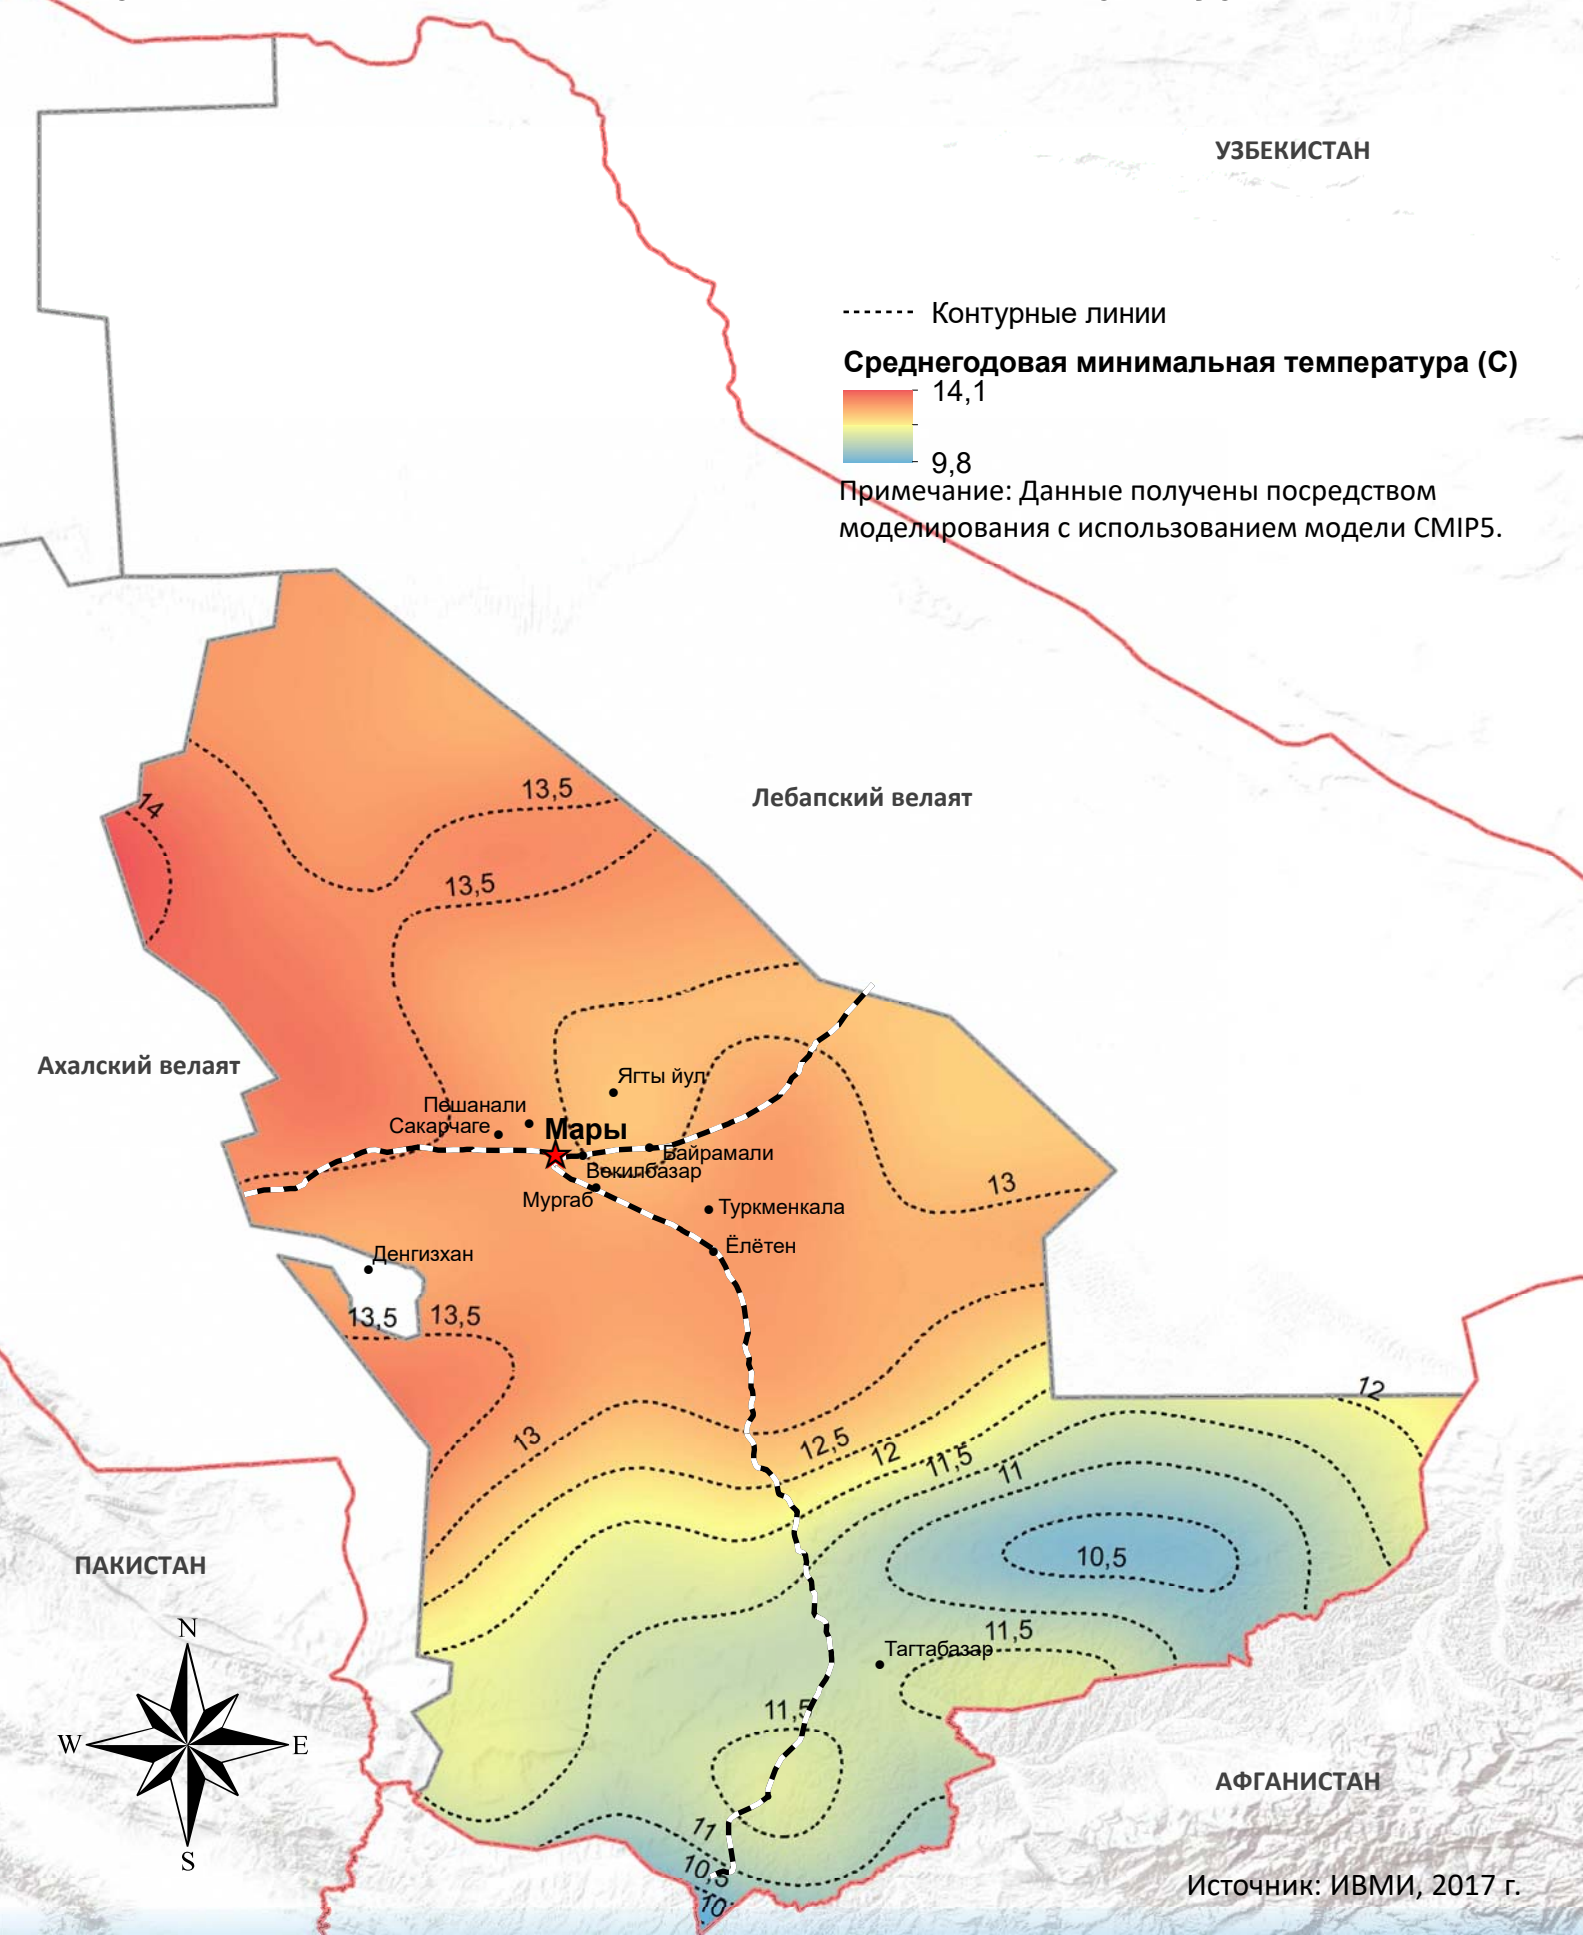 УЗБЕКИСТАН
Контурные линии
Среднегодовая минимальная температура (C)
14,1
9,8
Примечание: Данные получены посредством
моделирования с использованием модели CMIP5.
13,5
Лебапский велаят
14
13,5
Ахалский велаят
Ягты йул
Пешанали
Сакарчаге
Мары
Байрамали
Векилбазар
13
Мургаб
Туркменкала
Ёлётен
Денгизхан
13,5
13,5
12
13
12,5
12
11,5
11
10,5
ПАКИСТАН
N
W
E
S
11,5
Тагтабазар
11,5
АФГАНИСТАН
11
10,5
10
Источник: ИВМИ, 2017 г.